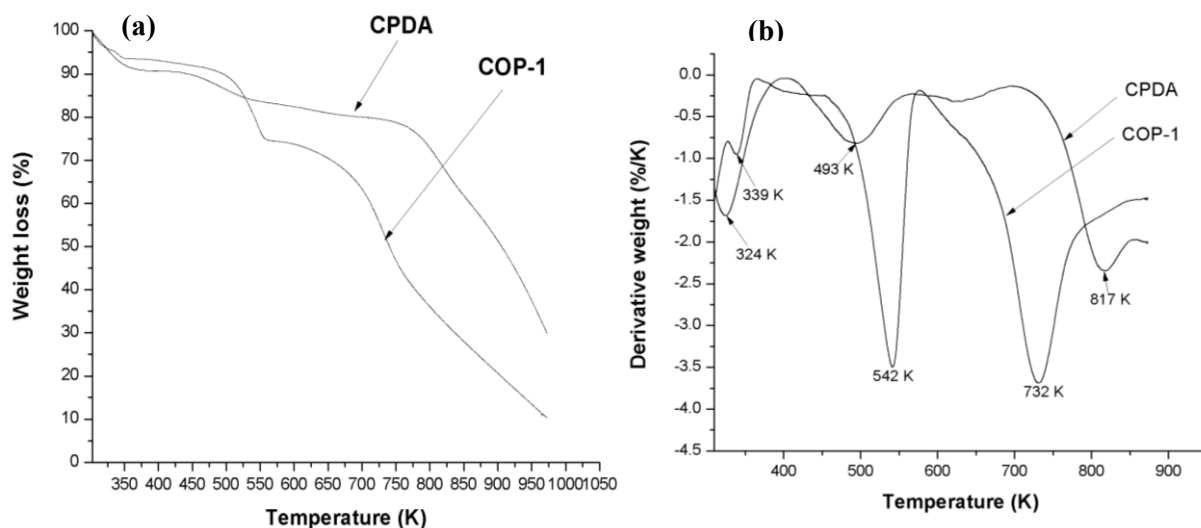 (a)
CPDA
COP-1
Weight loss (%)
100
90
80
70
60
50
40
30
20
10
0
350 400 450 500 550 600 650 700 750 800 850 900 950 1000 1050
Temperature (K)
(b)
CPDA
COP-1
Derivative weight (%/K)
0.0
-0.5
-1.0
-1.5
-2.0
-2.5
-3.0
-3.5
-4.0
-4.5
339 K
324 K
493 K
542 K
732 K
817 K
400 500 600 700 800 900
Temperature (K)